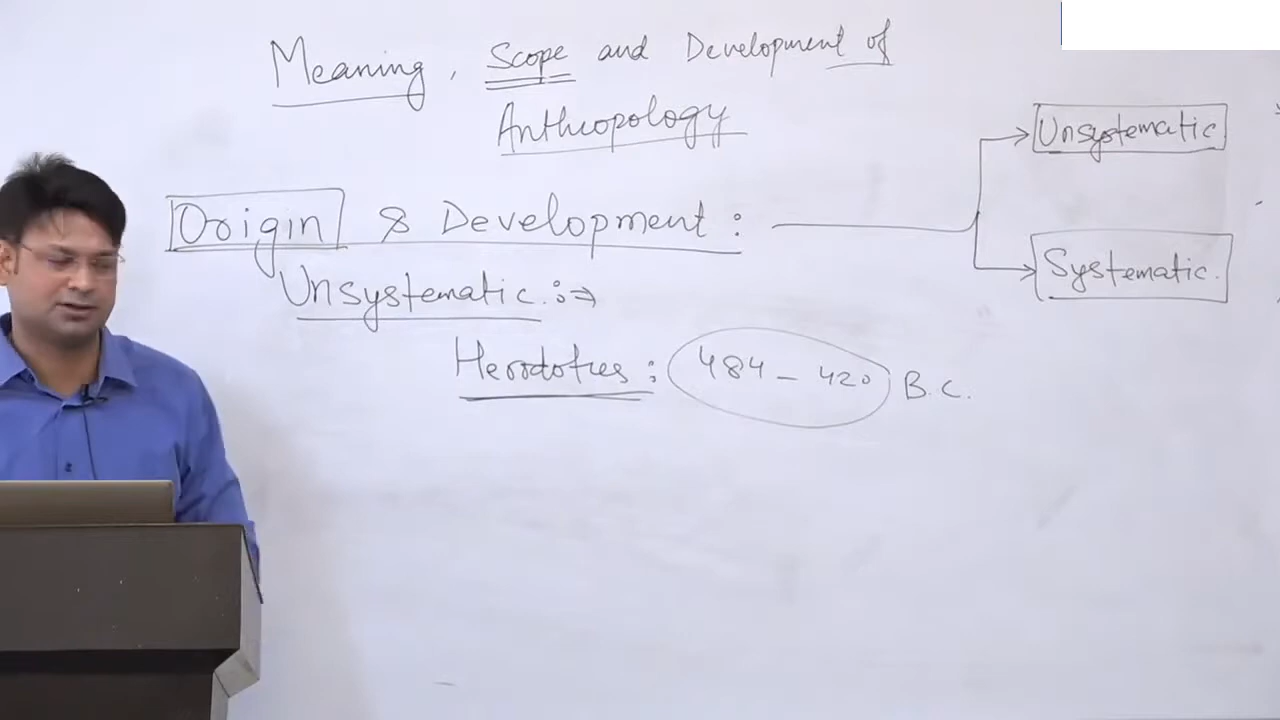 Meaning, Scope and Development of
Anthropology
Unsystematic
Origin & Development :
Systematic.
Unsystematic :⇒
Herodotus : 484 - 420 B.C.